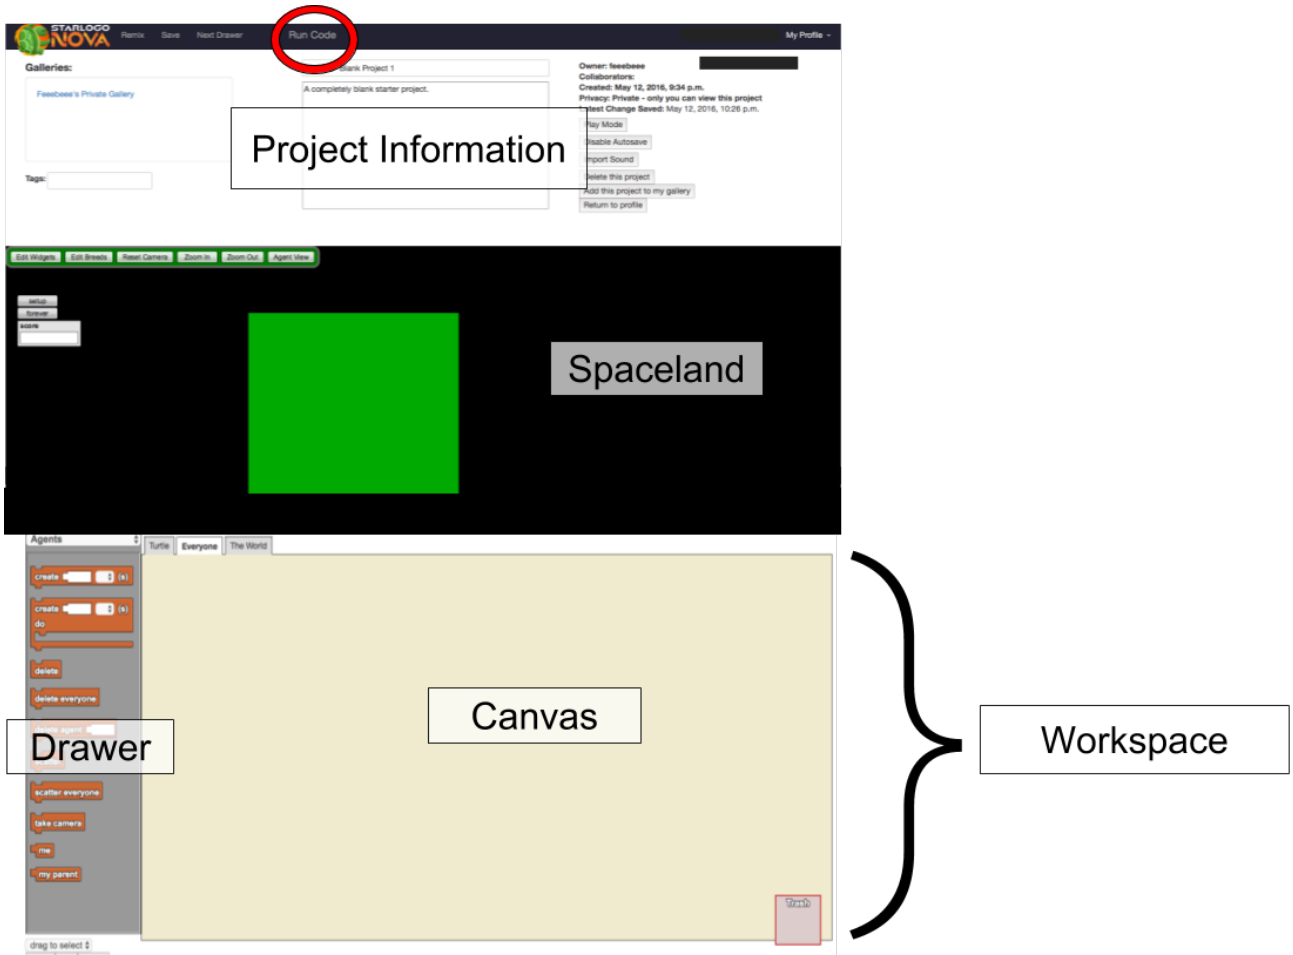 STARLOGO
NOVA
Remix Save Next Drawer Run Code My Profile
Galleries:
Feeebeee's Private Gallery
Tags:
Blank Project 1
A completely blank starter project.
Project Information
Owner: feeebeee
Collaborators:
Created: May 12, 2016, 9:34 p.m.
Privacy: Private - only you can view this project
Latest Change Saved: May 12, 2016, 10:26 p.m.
Play Mode
Disable Autosave
Import Sound
Delete this project
Add this project to my gallery
Return to profile
Edit Widgets Edit Breeds Reset Camera Zoom In Zoom Out Agent View
setup
forever
score
Spaceland
Agents
Turtle Everyone The World
create (s)
create (s)
do
delete
delete everyone
delete agent
Drawer
scatter everyone
take camera
me
my parent
drag to select
Canvas
Trash
Workspace